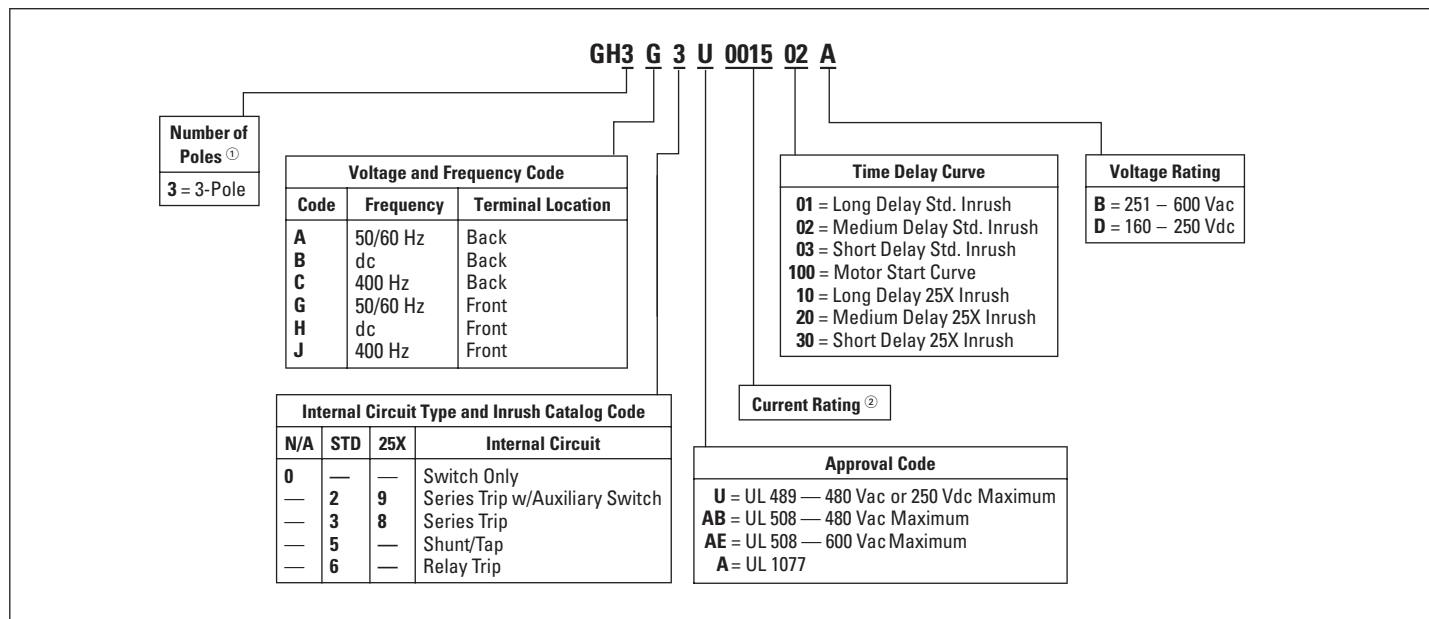 GH3 G 3 U 0015 02 A
Number of
Poles ①
3 = 3-Pole
Voltage and Frequency Code
Code Frequency Terminal Location
A 50/60 Hz Back
B dc Back
C 400 Hz Back
G 50/60 Hz Front
H dc Front
J 400 Hz Front
Internal Circuit Type and Inrush Catalog Code
N/A STD 25X Internal Circuit
0 — — Switch Only
— 2 9 Series Trip w/Auxiliary Switch
— 3 8 Series Trip
— 5 — Shunt/Tap
— 6 — Relay Trip
Approval Code
U = UL 489 — 480 Vac or 250 Vdc Maximum
AB = UL 508 — 480 Vac Maximum
AE = UL 508 — 600 Vac Maximum
A = UL 1077
Current Rating ②
Time Delay Curve
01 = Long Delay Std. Inrush
02 = Medium Delay Std. Inrush
03 = Short Delay Std. Inrush
100 = Motor Start Curve
10 = Long Delay 25X Inrush
20 = Medium Delay 25X Inrush
30 = Short Delay 25X Inrush
Voltage Rating
B = 251 – 600 Vac
D = 160 – 250 Vdc